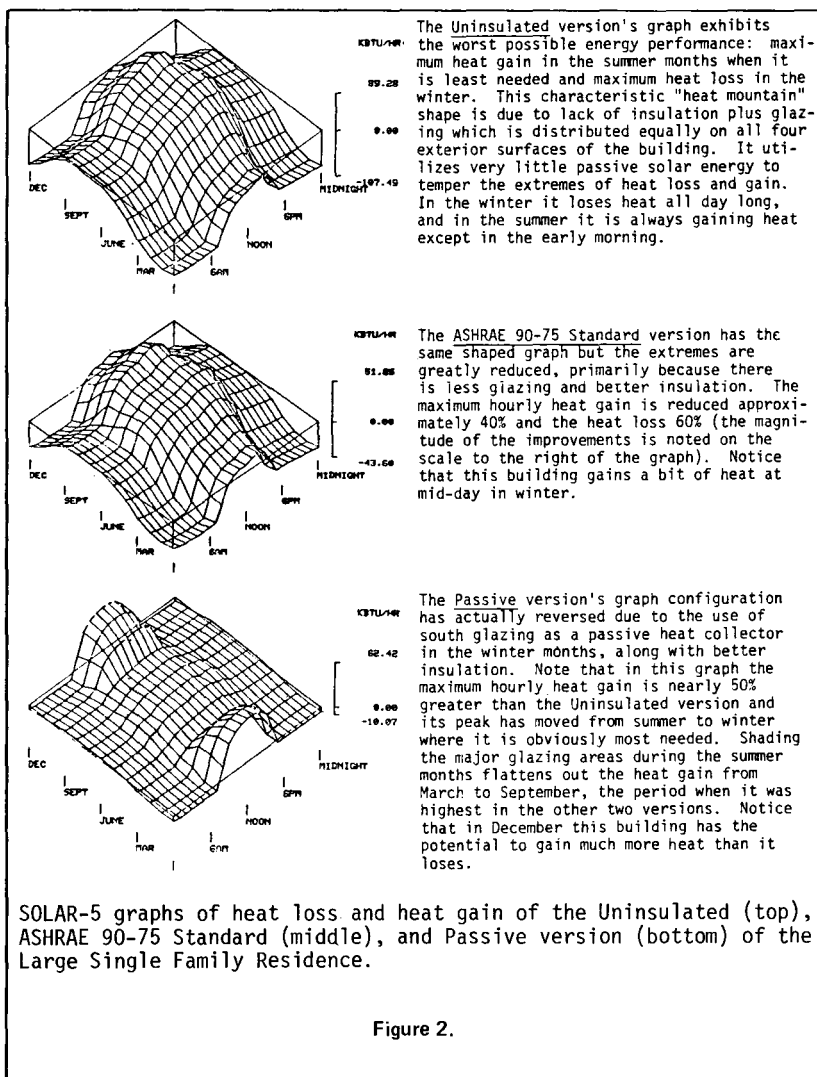 The Uninsulated version's graph exhibits
the worst possible energy performance: maxi-
mum heat gain in the summer months when it
is least needed and maximum heat loss in the
winter. This characteristic "heat mountain"
shape is due to lack of insulation plus glaz-
ing which is distributed equally on all four
exterior surfaces of the building. It uti-
lizes very little passive solar energy to
temper the extremes of heat loss and gain.
In the winter it loses heat all day long,
and in the summer it is always gaining heat
except in the early morning.
KBTU/HR
89.28
0.00
-107.49
DEC
SEPT
JUNE
MAR
6AM
NOON
6PM
MIDNIGHT
The ASHRAE 90-75 Standard version has the
same shaped graph but the extremes are
greatly reduced, primarily because there
is less glazing and better insulation. The
maximum hourly heat gain is reduced approxi-
mately 40% and the heat loss 60% (the magni-
tude of the improvements is noted on the
scale to the right of the graph). Notice
that this building gains a bit of heat at
mid-day in winter.
KBTU/HR
51.85
0.00
-43.60
DEC
SEPT
JUNE
MAR
6AM
NOON
6PM
MIDNIGHT
The Passive version's graph configuration
has actually reversed due to the use of
south glazing as a passive heat collector
in the winter months, along with better
insulation. Note that in this graph the
maximum hourly heat gain is nearly 50%
greater than the Uninsulated version and
its peak has moved from summer to winter
where it is obviously most needed. Shading
the major glazing areas during the summer
months flattens out the heat gain from
March to September, the period when it was
highest in the other two versions. Notice
that in December this building has the
potential to gain much more heat than it
loses.
KBTU/HR
62.42
0.00
-10.07
DEC
SEPT
JUNE
MAR
6AM
NOON
6PM
MIDNIGHT
SOLAR-5 graphs of heat loss and heat gain of the Uninsulated (top),
ASHRAE 90-75 Standard (middle), and Passive version (bottom) of the
Large Single Family Residence.
Figure 2.